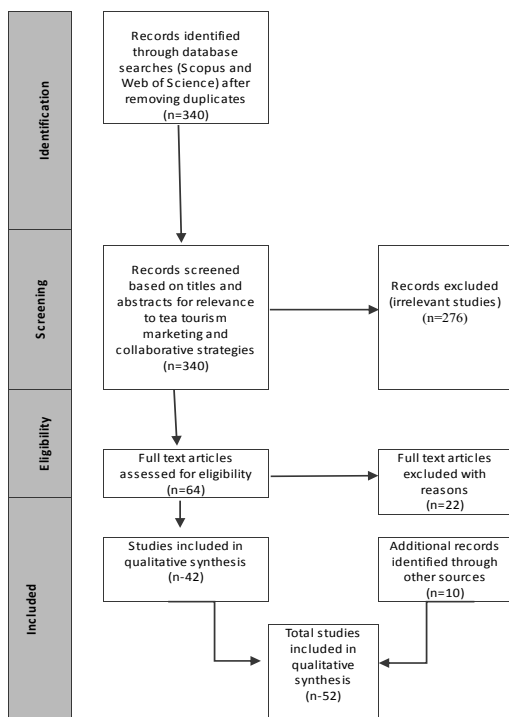 Identification
Records identified
through database
searches (Scopus and
Web of Science) after
removing duplicates
(n=340)
Screening
Records screened
based on titles and
abstracts for relevance
to tea tourism
marketing and
collaborative strategies
(n=340)
Records excluded
(irrelevant studies)
(n=276)
Eligibility
Full text articles
assessed for eligibility
(n=64)
Full text articles
excluded with
reasons
(n=22)
Included
Studies included in
qualitative synthesis
(n-42)
Additional records
identified through
other sources
(n=10)
Total studies
included in
qualitative
synthesis
(n-52)